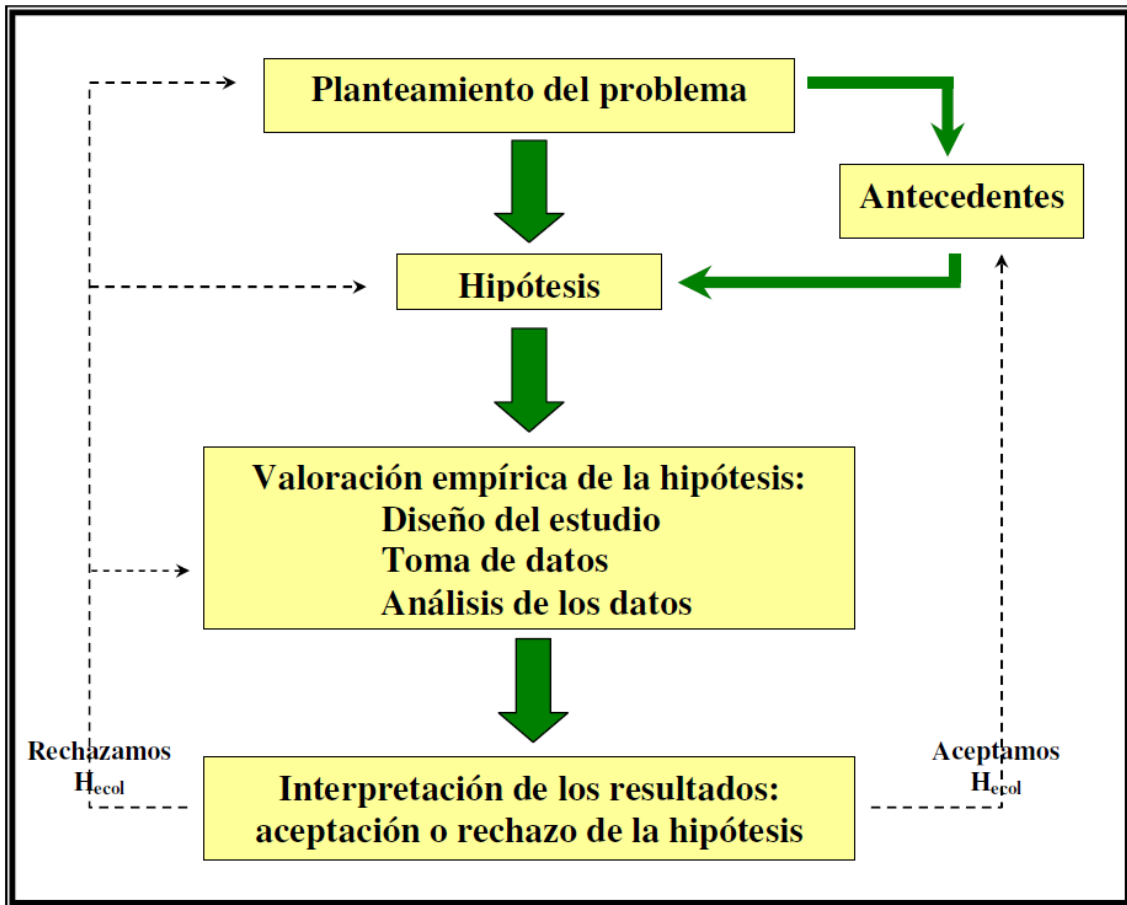 Planteamiento del problema
Antecedentes
Hipótesis
Valoración empírica de la hipótesis:
Diseño del estudio
Toma de datos
Análisis de los datos
Rechazamos
Hecol
Aceptamos
Hecol
Interpretación de los resultados:
aceptación o rechazo de la hipótesis